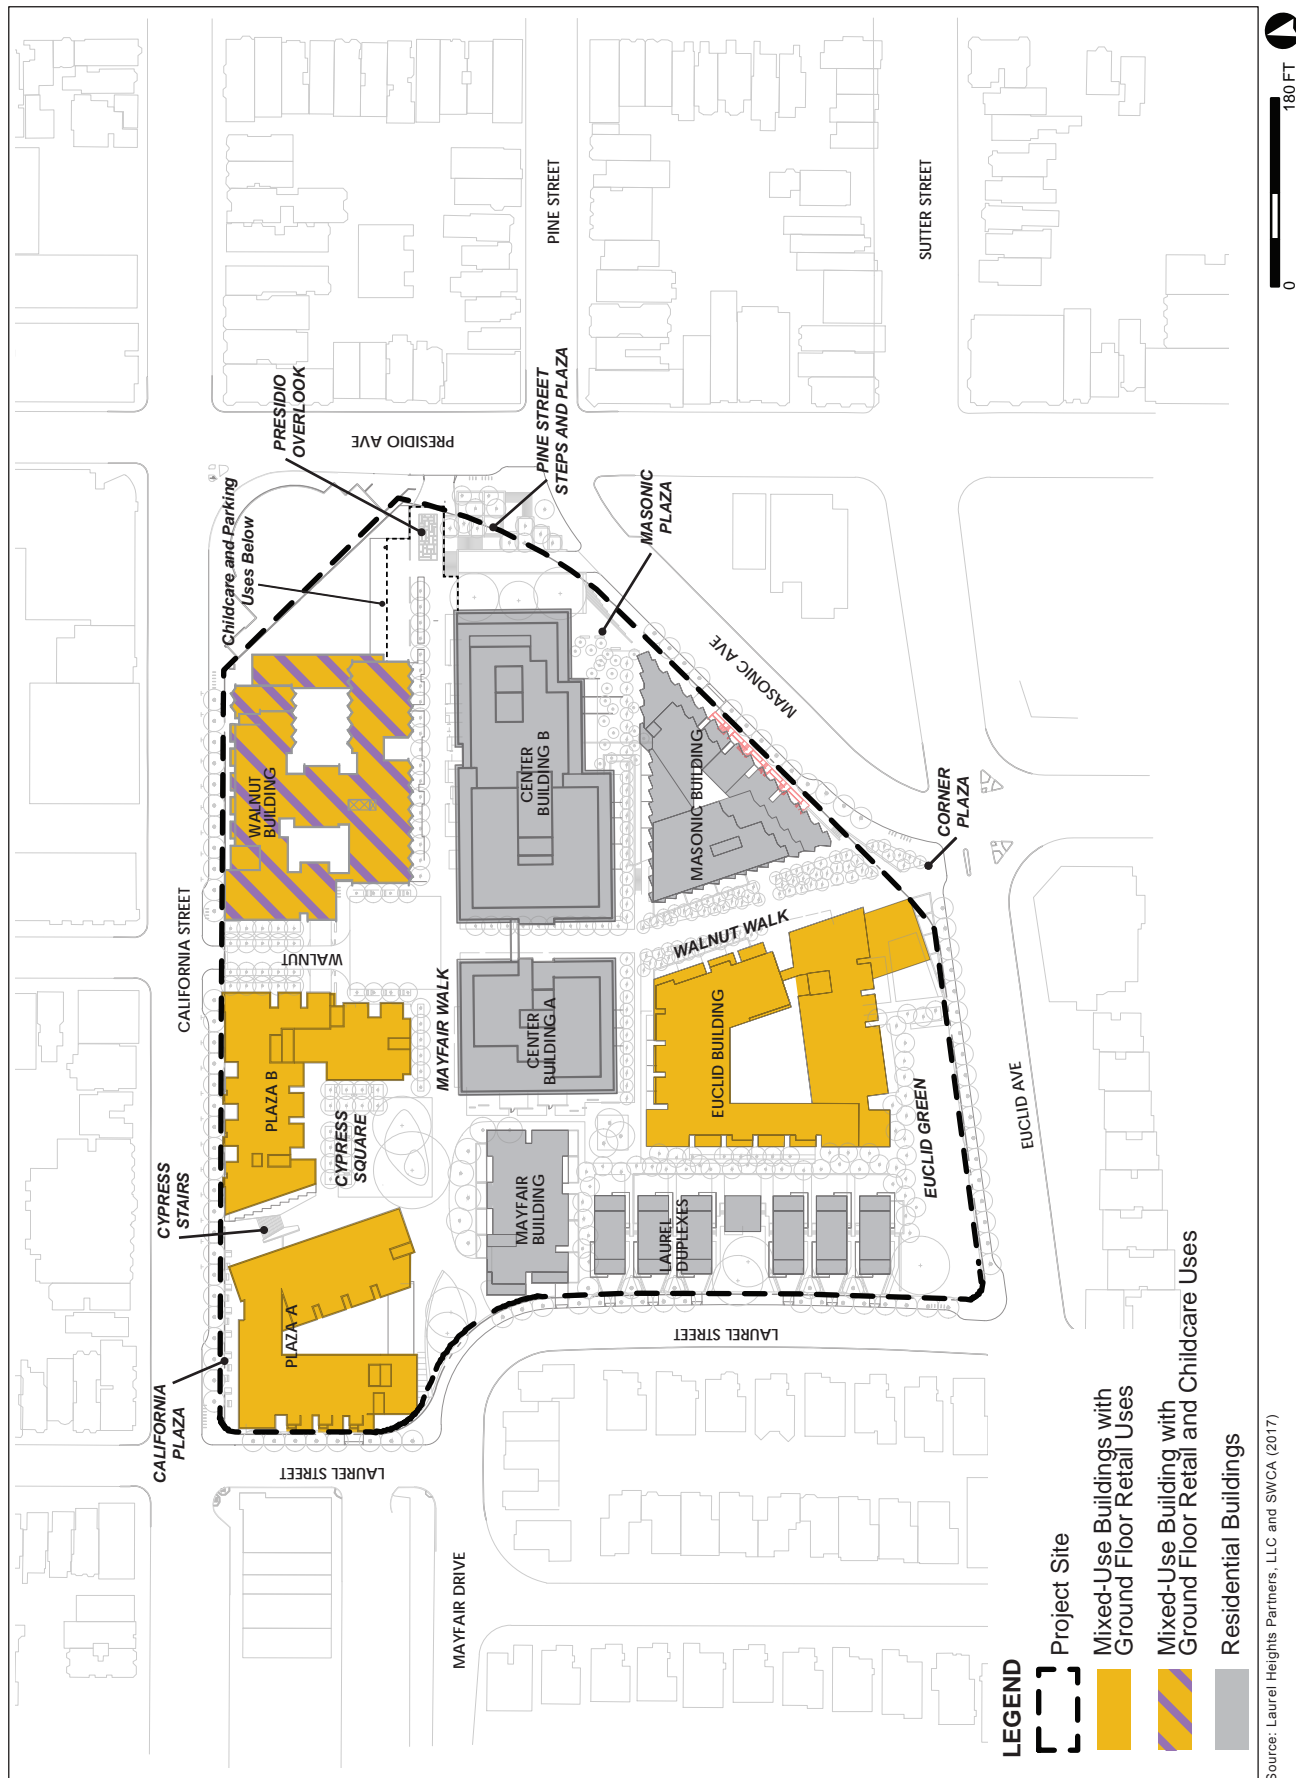 CALIFORNIA
PLAZA
CYPRESS
STAIRS
CALIFORNIA STREET
Childcare and Parking
Uses Below
PRESIDIO
OVERLOOK
PRESIDIO AVE
PINE STREET
STEPS AND PLAZA
PINE STREET
MASONIC
PLAZA
MASONIC AVE
SUTTER STREET
LAUREL STREET
PLAZA A
PLAZA B
WALNUT
WALNUT
BUILDING
CYPRESS
SQUARE
MAYFAIR WALK
MAYFAIR DRIVE
MAYFAIR
BUILDING
CENTER
BUILDING A
CENTER
BUILDING B
LAUREL STREET
LAUREL
DUPLEXES
EUCLID BUILDING
WALNUT WALK
MASONIC BUILDING
EUCLID GREEN
CORNER
PLAZA
EUCLID AVE
LEGEND
Project Site
Mixed-Use Buildings with
Ground Floor Retail Uses
Mixed-Use Building with
Ground Floor Retail and Childcare Uses
Residential Buildings
0
180 FT
Source: Laurel Heights Partners, LLC and SWCA (2017)